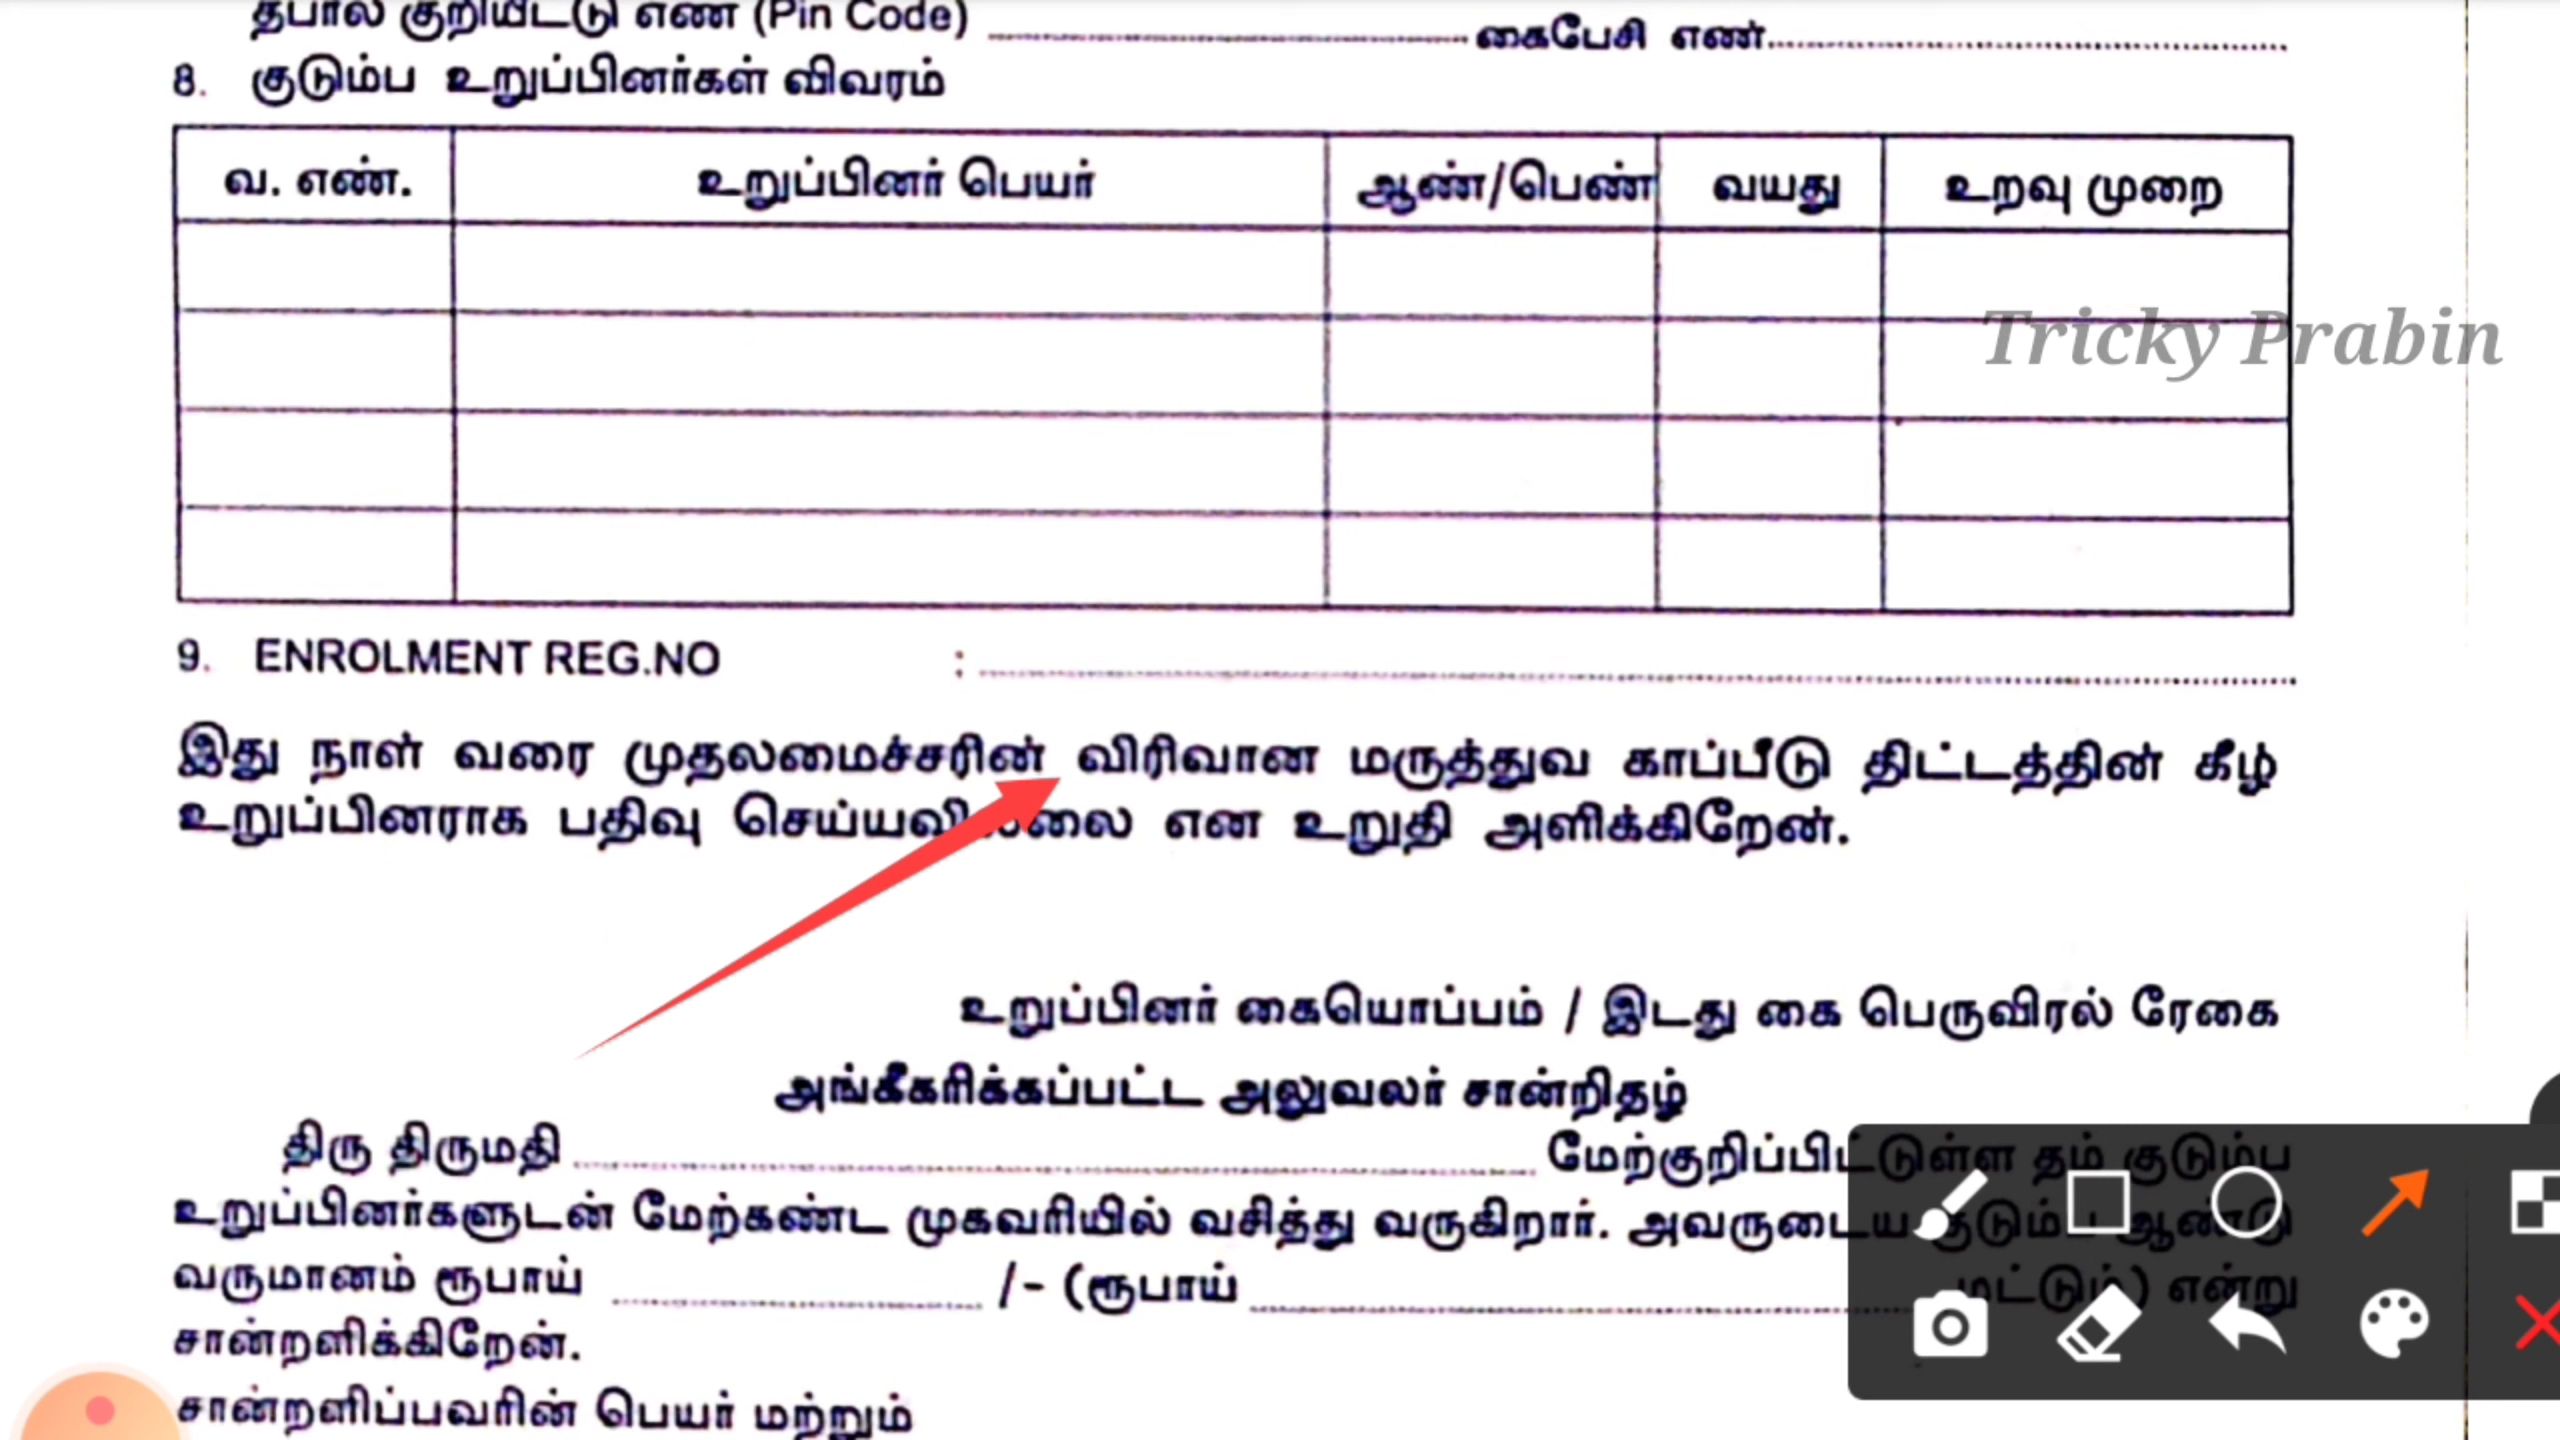 தபால் குறியீட்டு எண் (Pin Code) கைபேசி எண்
8. குடும்ப உறுப்பினர்கள் விவரம்
வ. எண். உறுப்பினர் பெயர் ஆண்/பெண் வயது உறவு முறை
Tricky Prabin
9. ENROLMENT REG.NO :
இது நாள் வரை முதலமைச்சரின் விரிவான மருத்துவ காப்பீடு திட்டத்தின் கீழ்
உறுப்பினராக பதிவு செய்யவில்லை என உறுதி அளிக்கிறேன்.
உறுப்பினர் கையொப்பம் / இடது கை பெருவிரல் ரேகை
அங்கீகரிக்கப்பட்ட அலுவலர் சான்றிதழ்
திரு திருமதி மேற்குறிப்பிட்டுள்ள தம் குடும்ப
உறுப்பினர்களுடன் மேற்கண்ட முகவரியில் வசித்து வருகிறார். அவருடைய குடும்ப ஆண்டு
வருமானம் ரூபாய் /- (ரூபாய் மட்டும்) என்று
சான்றளிக்கிறேன்.
சான்றளிப்பவரின் பெயர் மற்றும்